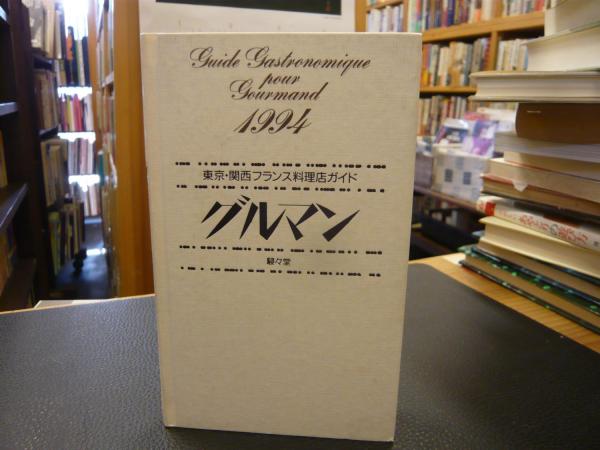 Guide Gastronomique
pour
Gourmand
1994
東京・関西フランス料理店ガイド
グルマン
駸々堂